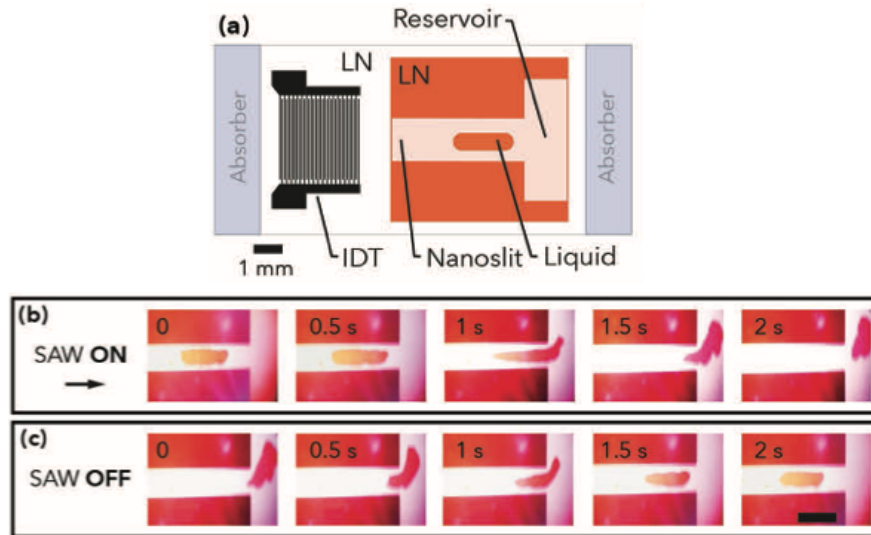 (a)
Reservoir
LN
LN
Absorber
Absorber
1 mm
IDT
Nanoslit
Liquid
(b)
SAW ON
0
0.5 s
1 s
1.5 s
2 s
(c)
SAW OFF
0
0.5 s
1 s
1.5 s
2 s